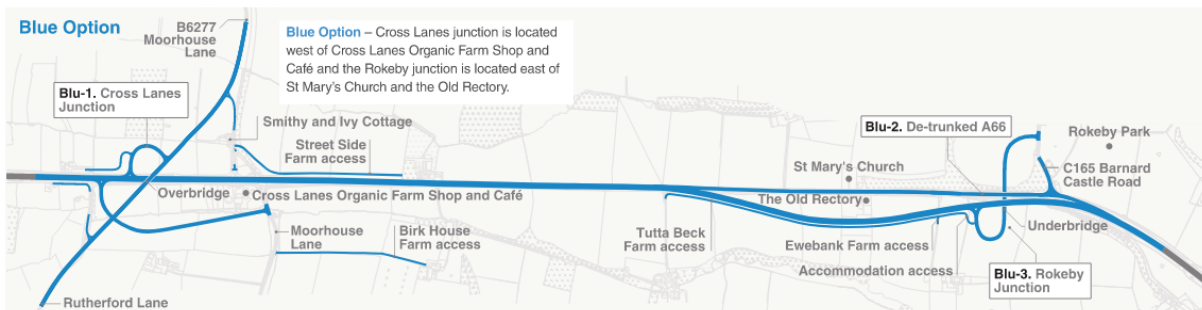 Blue Option
B6277
Moorhouse
Lane
Blue Option – Cross Lanes junction is located
west of Cross Lanes Organic Farm Shop and
Café and the Rokeby junction is located east of
St Mary's Church and the Old Rectory.
Blu-1. Cross Lanes
Junction
Smithy and Ivy Cottage
Street Side
Farm access
Blu-2. De-trunked A66
Rokeby Park
St Mary's Church
C165 Barnard
Castle Road
Overbridge
Cross Lanes Organic Farm Shop and Café
The Old Rectory
Moorhouse
Lane
Birk House
Farm access
Tutta Beck
Farm access
Ewebank Farm access
Underbridge
Accommodation access
Blu-3. Rokeby
Junction
Rutherford Lane